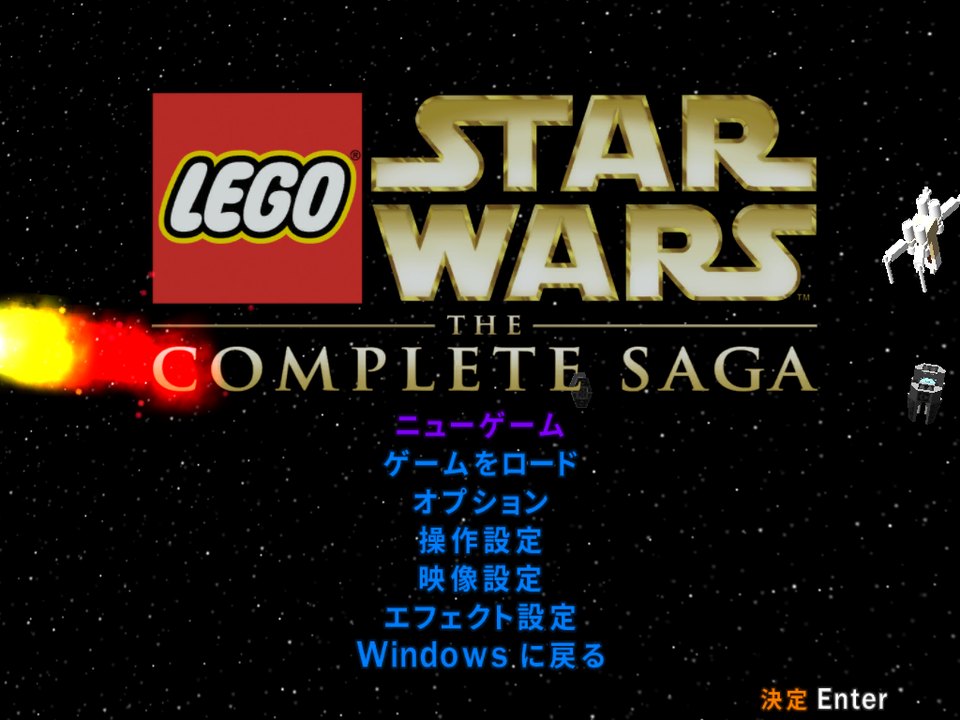 LEGO®
STAR
WARS™
THE
COMPLETE SAGA
ニューゲーム
ゲームをロード
オプション
操作設定
映像設定
エフェクト設定
Windows に戻る
決定 Enter